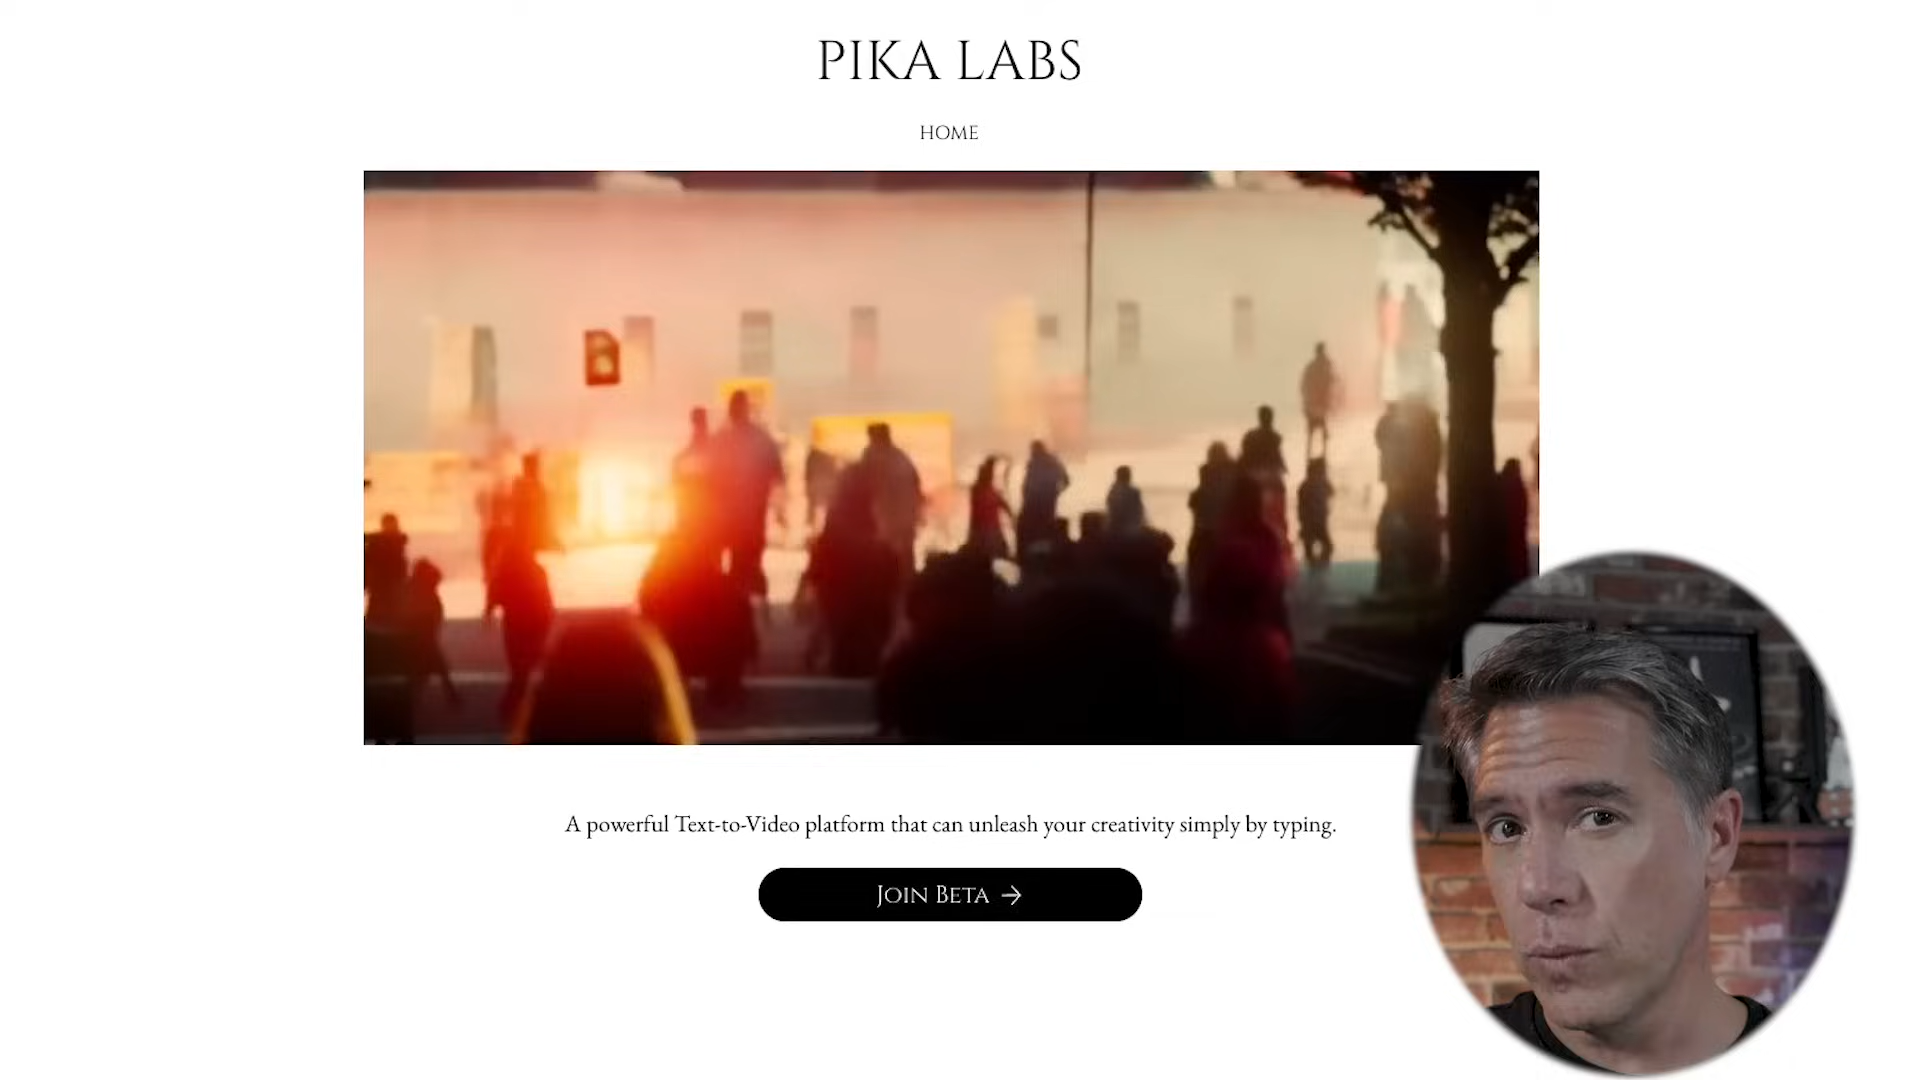 PIKA LABS
HOME
A powerful Text-to-Video platform that can unleash your creativity simply by typing.
Join Beta →